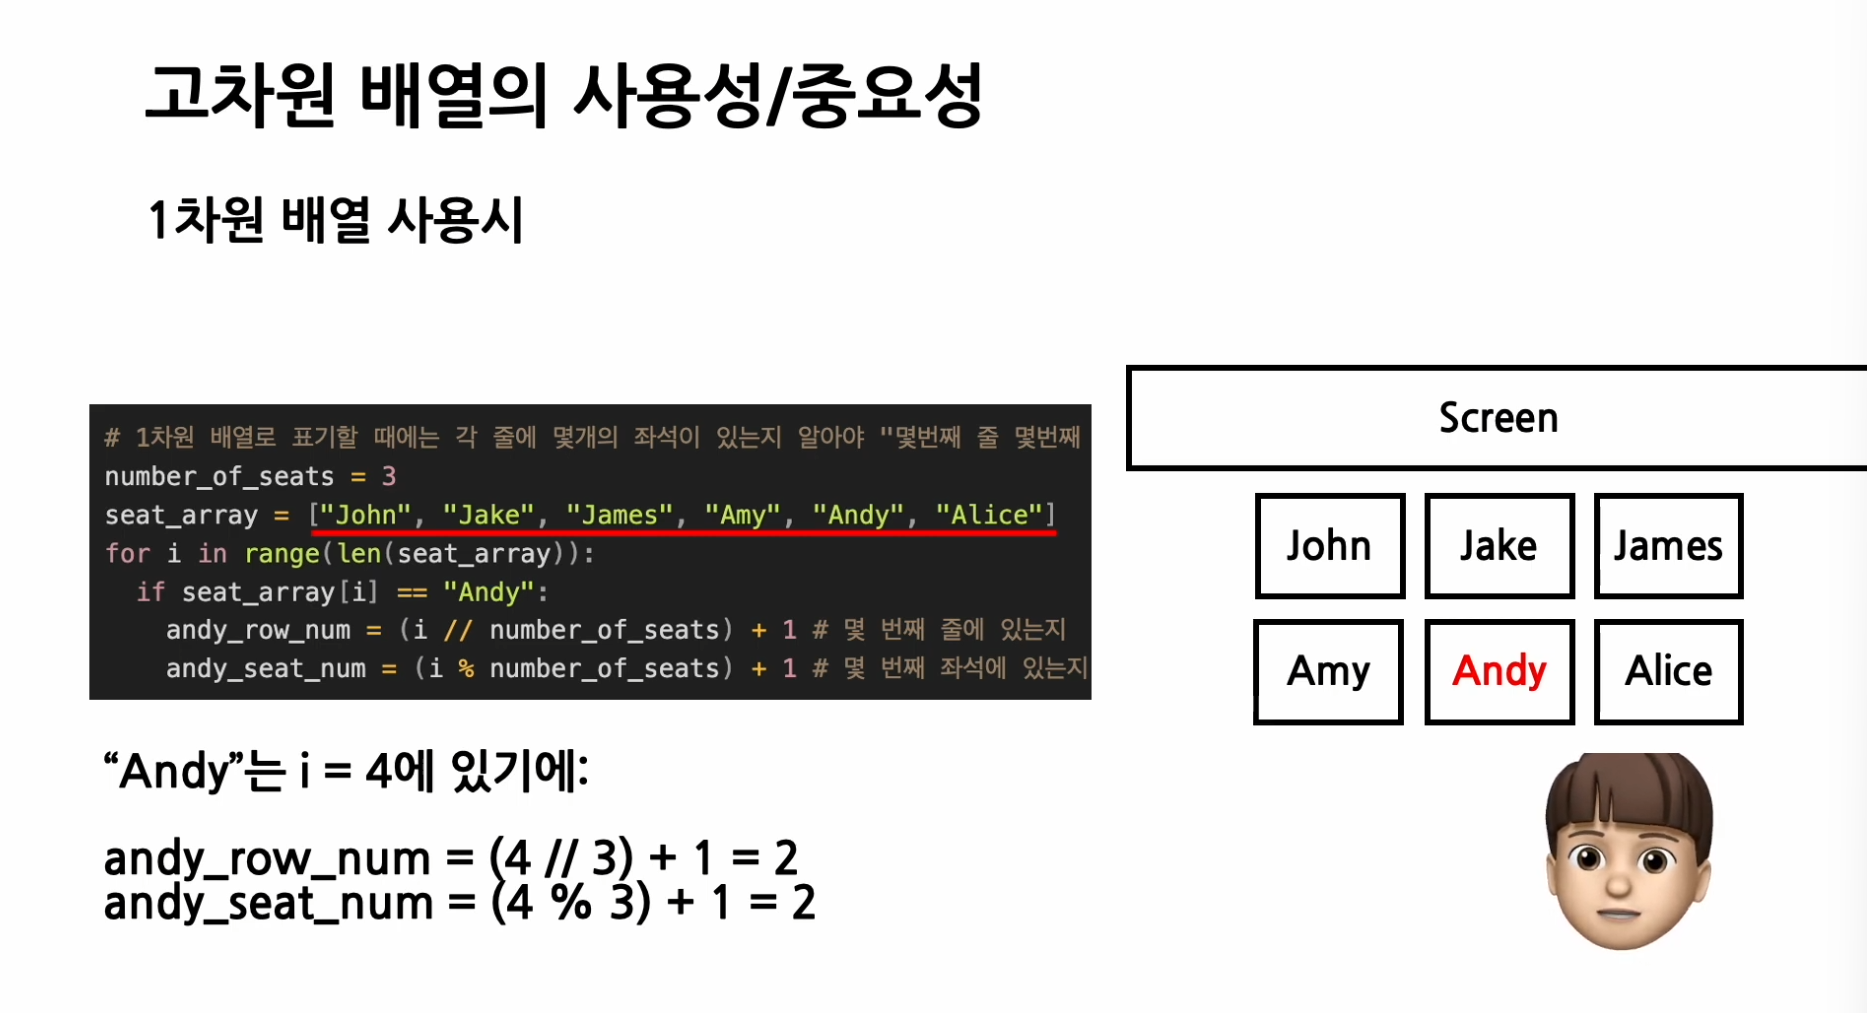 고차원 배열의 사용성/중요성
1차원 배열 사용시
# 1차원 배열로 표기할 때에는 각 줄에 몇개의 좌석이 있는지 알아야 "몇번째 줄 몇번째
number_of_seats = 3
seat_array = ["John", "Jake", "James", "Amy", "Andy", "Alice"]
for i in range(len(seat_array)):
  if seat_array[i] == "Andy":
    andy_row_num = (i // number_of_seats) + 1 # 몇 번째 줄에 있는지
    andy_seat_num = (i % number_of_seats) + 1 # 몇 번째 좌석에 있는지
“Andy”는 i = 4에 있기에:
andy_row_num = (4 // 3) + 1 = 2
andy_seat_num = (4 % 3) + 1 = 2
Screen
John Jake James
Amy Andy Alice